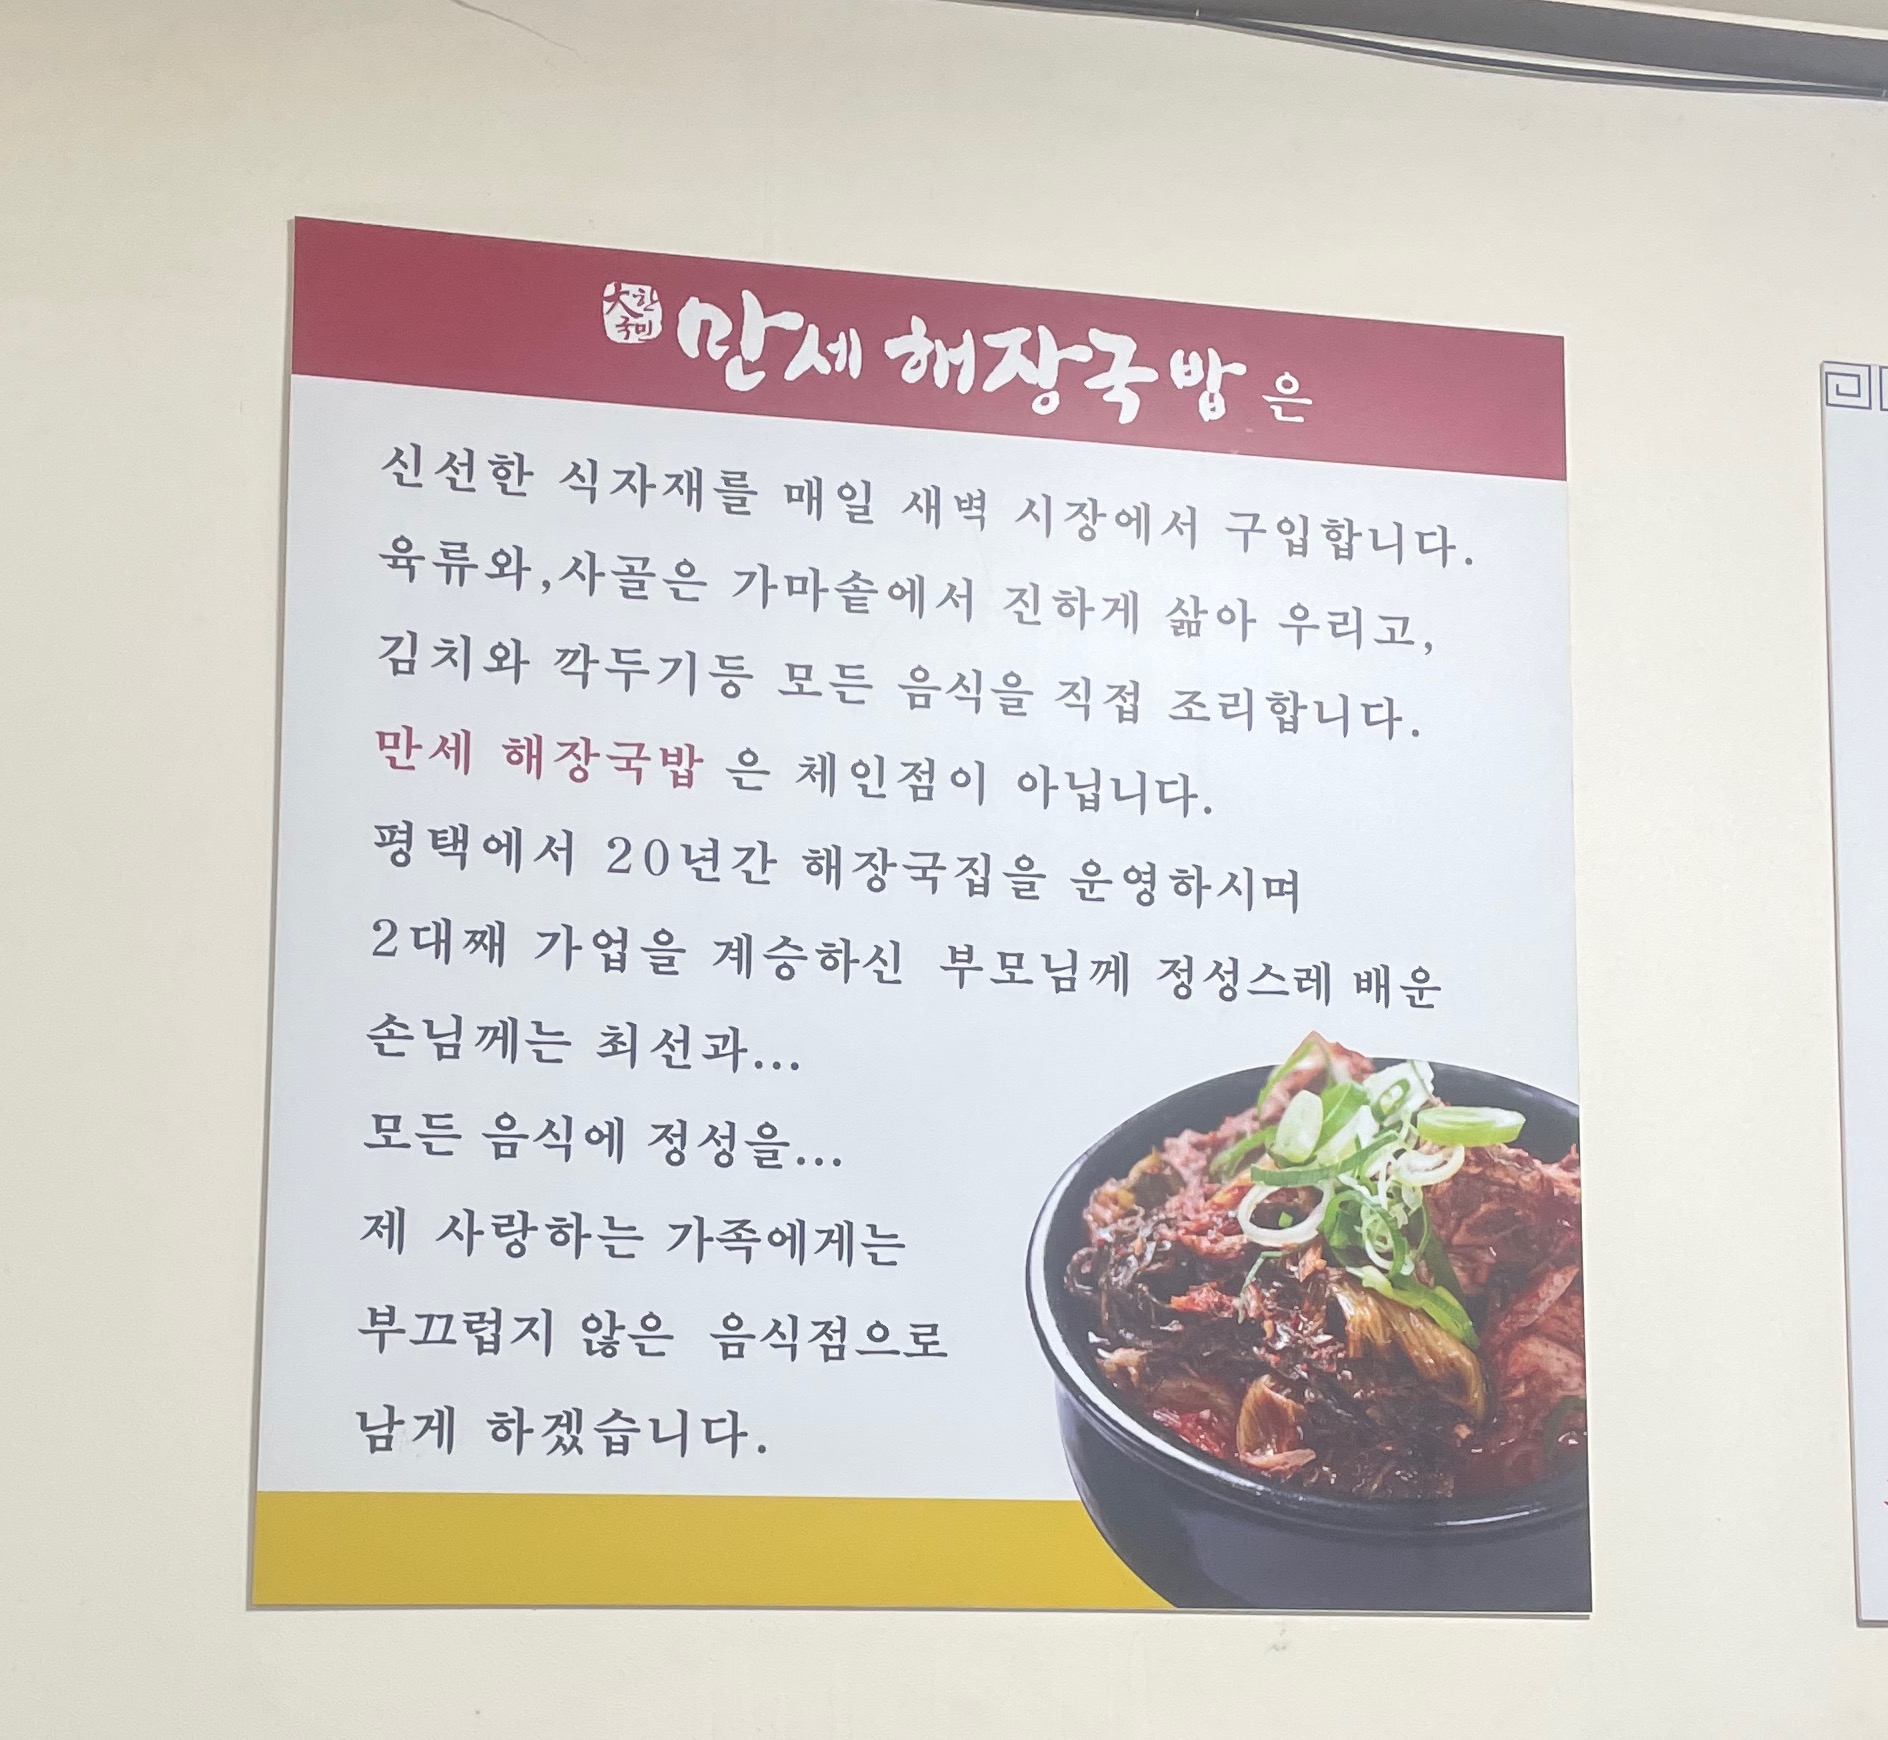 大한국민 만세 해장국밥은
신선한 식자재를 매일 새벽 시장에서 구입합니다.
육류와,사골은 가마솥에서 진하게 삶아 우리고,
김치와 깍두기등 모든 음식을 직접 조리합니다.
만세 해장국밥 은 체인점이 아닙니다.
평택에서 20년간 해장국집을 운영하시며
2대째 가업을 계승하신 부모님께 정성스레 배운
손님께는 최선과...
모든 음식에 정성을...
제 사랑하는 가족에게는
부끄럽지 않은 음식점으로
남게 하겠습니다.